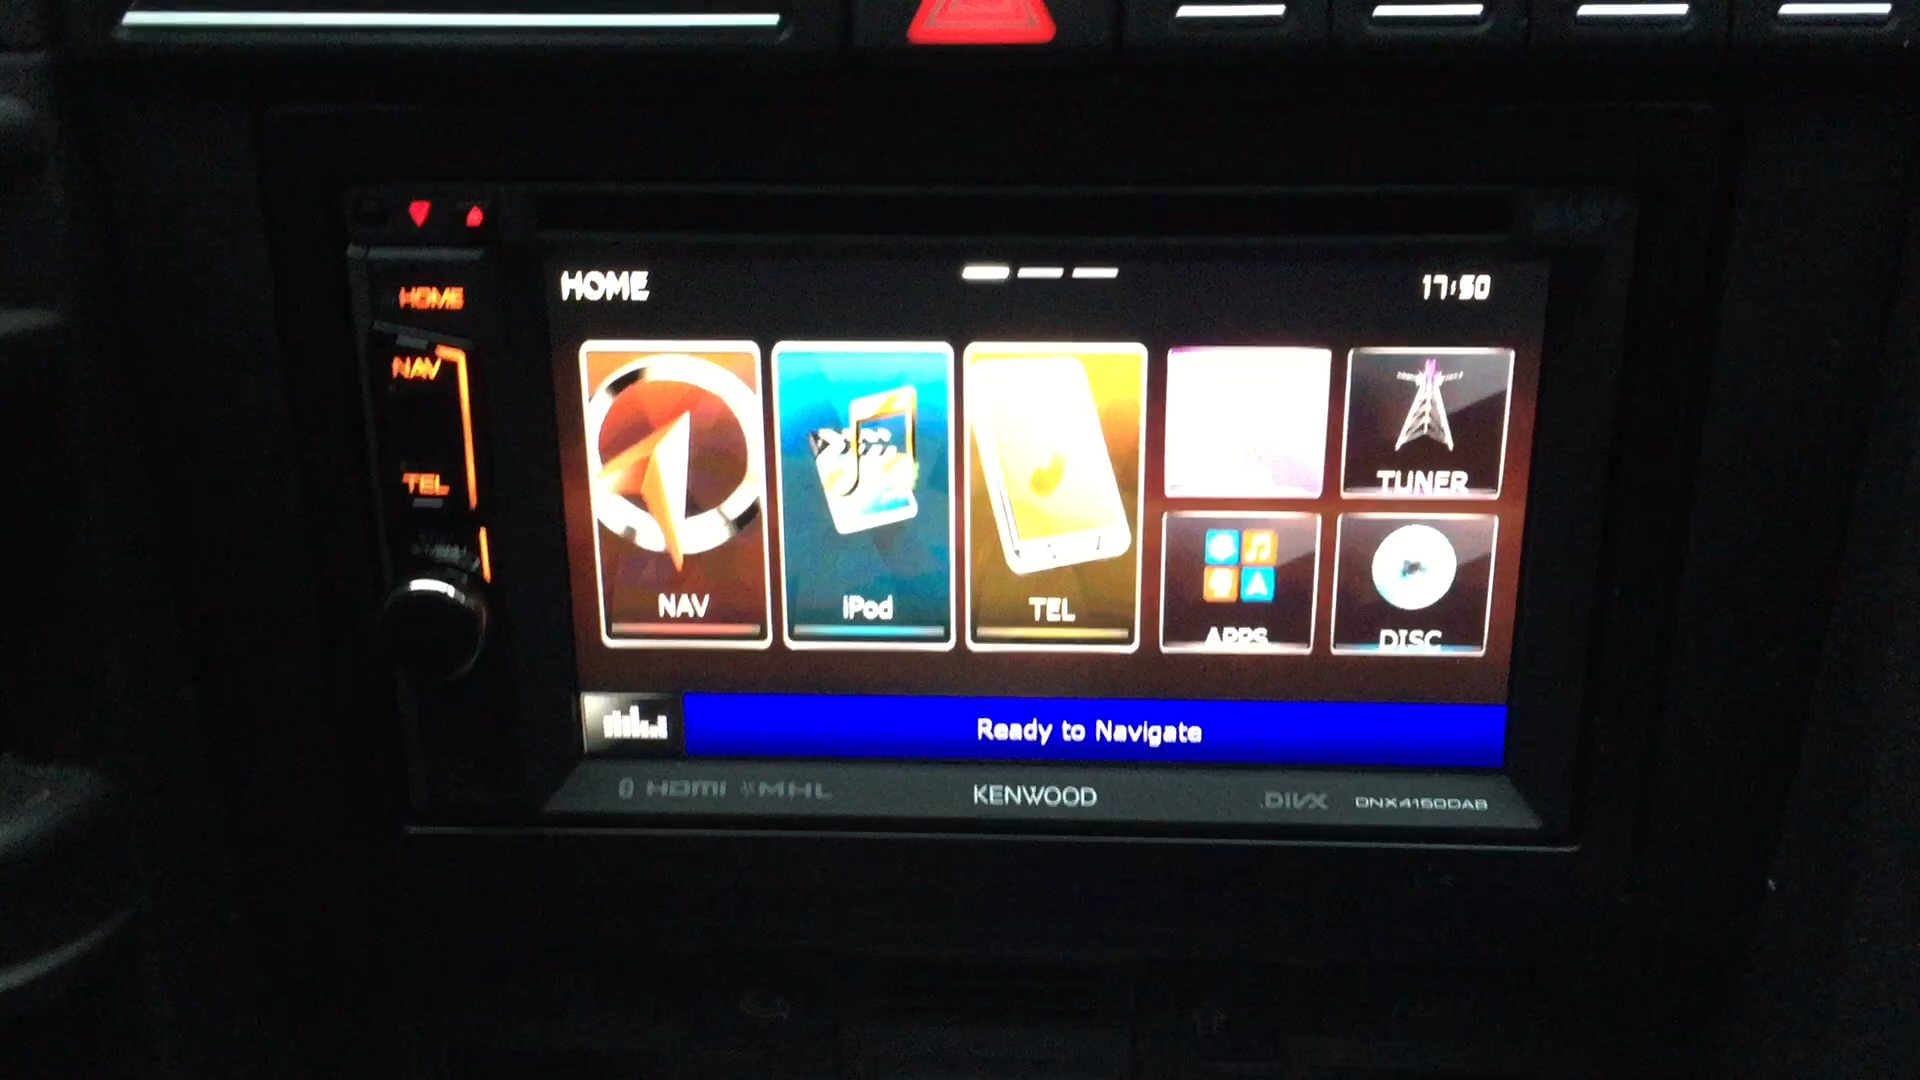 HOME
HOME
17:50
NAV
TEL
MENU
NAV
iPod
TEL
TUNER
APPS
DISC
Ready to Navigate
HDMI MHL
KENWOOD
DIVX
DNX4150DAB